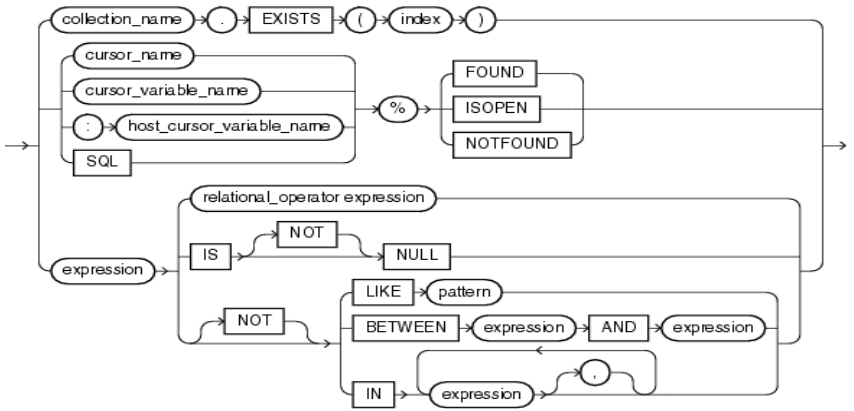 collection_name . EXISTS ( index )
cursor_name
cursor_variable_name
: host_cursor_variable_name
SQL
%
FOUND
ISOPEN
NOTFOUND
expression
relational_operator expression
IS NOT NULL
NOT
LIKE pattern
BETWEEN expression AND expression
IN expression ,